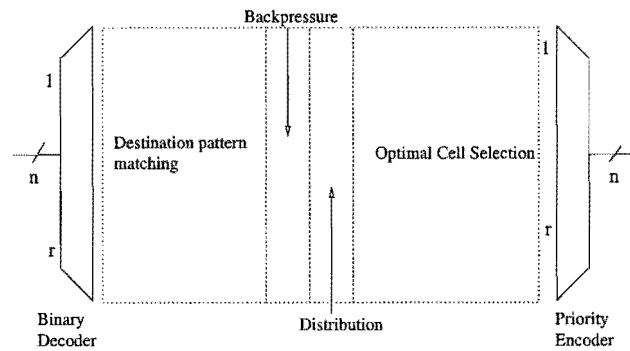 Backpressure
1
1
Destination pattern
matching
Optimal Cell Selection
n
n
r
r
Binary
Decoder
Distribution
Priority
Encoder